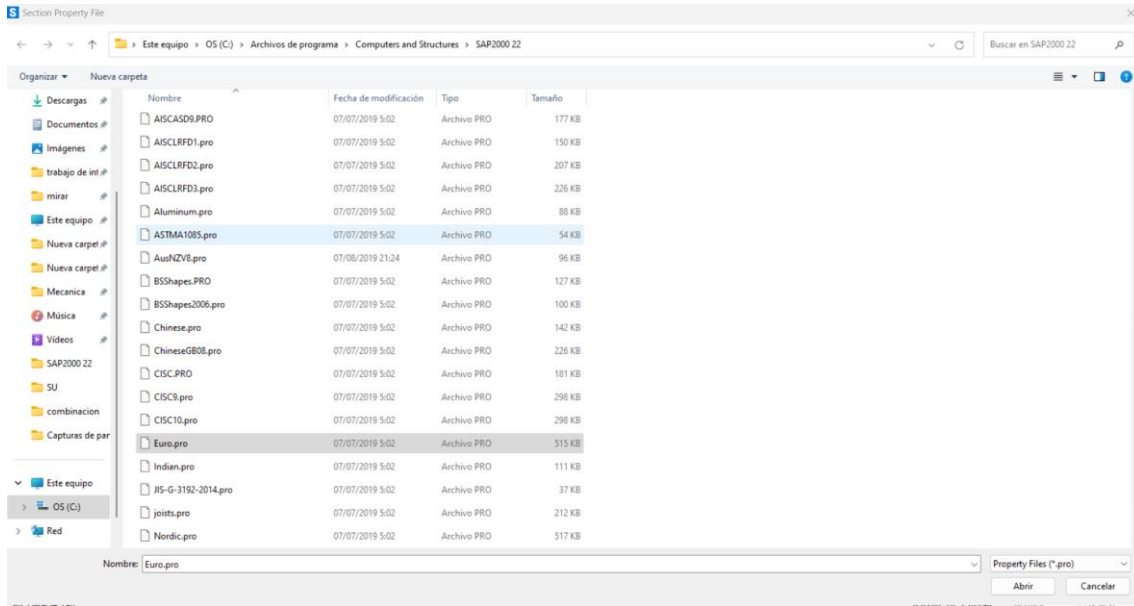 S Section Property File
Este equipo > OS (C:) > Archivos de programa > Computers and Structures > SAP2000 22
Buscar en SAP2000 22
Organizar Nueva carpeta
Descargas
Documentos
Imágenes
trabajo de int
mirar
Este equipo
Nueva carpet
Nueva carpet
Mecanica
Música
Vídeos
SAP2000 22
SU
combinacion
Capturas de par
Este equipo
OS (C:)
Red
Nombre Fecha de modificación Tipo Tamaño
AISCASD9.PRO 07/07/2019 5:02 Archivo PRO 177 KB
AISCLRFD1.pro 07/07/2019 5:02 Archivo PRO 150 KB
AISCLRFD2.pro 07/07/2019 5:02 Archivo PRO 207 KB
AISCLRFD3.pro 07/07/2019 5:02 Archivo PRO 226 KB
Aluminum.pro 07/07/2019 5:02 Archivo PRO 88 KB
ASTMA1085.pro 07/07/2019 5:02 Archivo PRO 54 KB
AusNZV8.pro 07/08/2019 21:24 Archivo PRO 96 KB
BSShapes.PRO 07/07/2019 5:02 Archivo PRO 127 KB
BSShapes2006.pro 07/07/2019 5:02 Archivo PRO 100 KB
Chinese.pro 07/07/2019 5:02 Archivo PRO 142 KB
ChineseGB08.pro 07/07/2019 5:02 Archivo PRO 226 KB
CISC.PRO 07/07/2019 5:02 Archivo PRO 181 KB
CISC9.pro 07/07/2019 5:02 Archivo PRO 298 KB
CISC10.pro 07/07/2019 5:02 Archivo PRO 298 KB
Euro.pro 07/07/2019 5:02 Archivo PRO 515 KB
Indian.pro 07/07/2019 5:02 Archivo PRO 111 KB
JIS-G-3192-2014.pro 07/07/2019 5:02 Archivo PRO 37 KB
joists.pro 07/07/2019 5:02 Archivo PRO 212 KB
Nordic.pro 07/07/2019 5:02 Archivo PRO 517 KB
Nombre: Euro.pro
Property Files (*.pro)
Abrir Cancelar